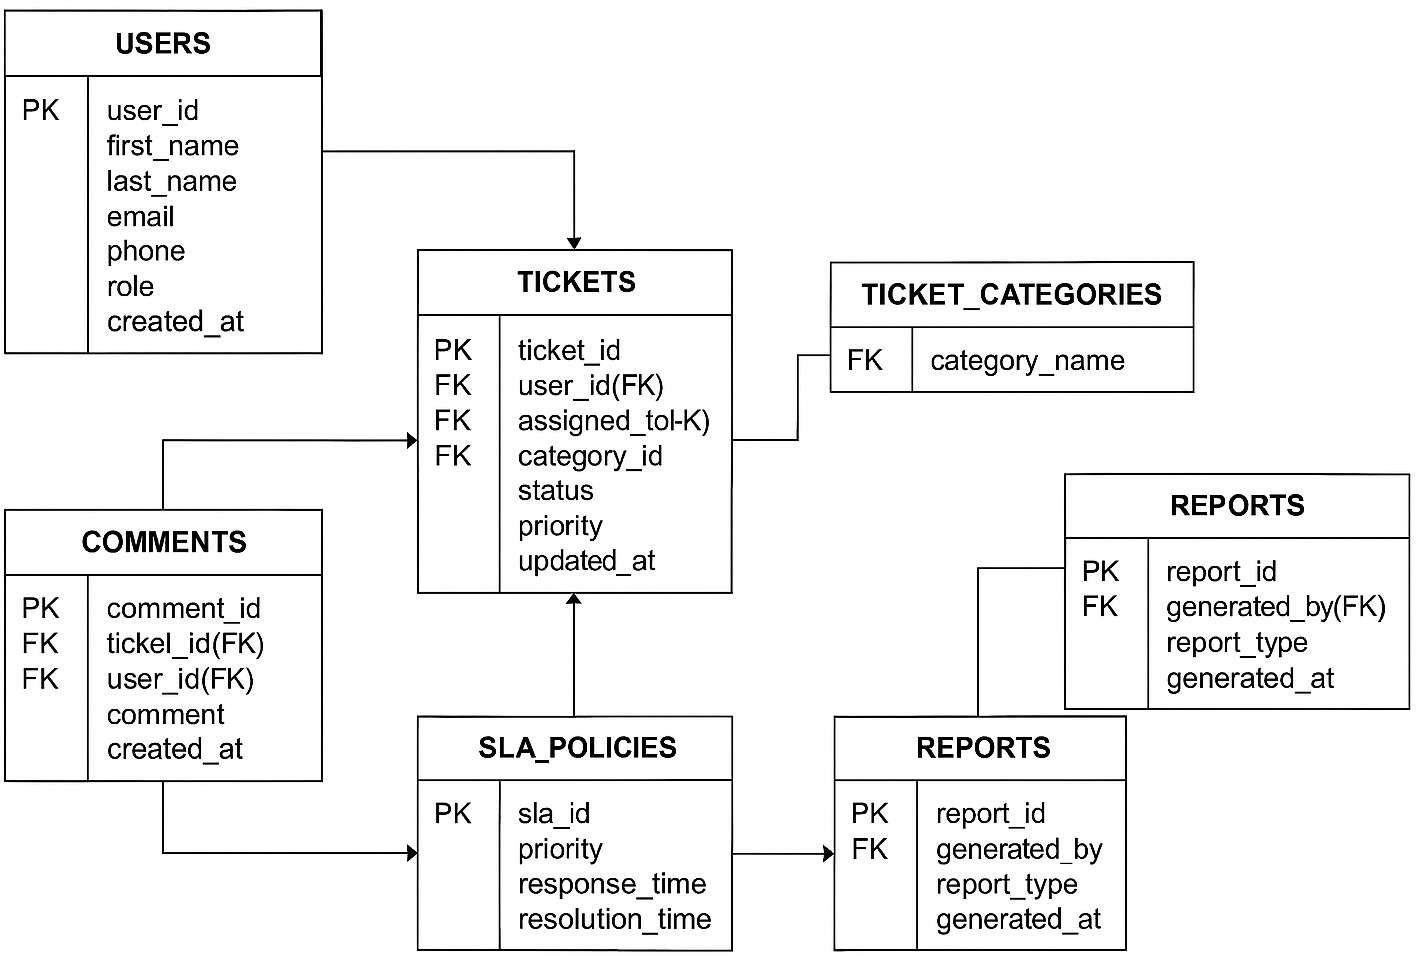 USERS
PK user_id
first_name
last_name
email
phone
role
created_at
TICKETS
PK ticket_id
FK user_id(FK)
FK assigned_tol-K)
FK category_id
status
priority
updated_at
TICKET_CATEGORIES
FK category_name
COMMENTS
PK comment_id
FK tickel_id(FK)
FK user_id(FK)
comment
created_at
REPORTS
PK report_id
FK generated_by(FK)
report_type
generated_at
SLA_POLICIES
PK sla_id
priority
response_time
resolution_time
REPORTS
PK report_id
FK generated_by
report_type
generated_at